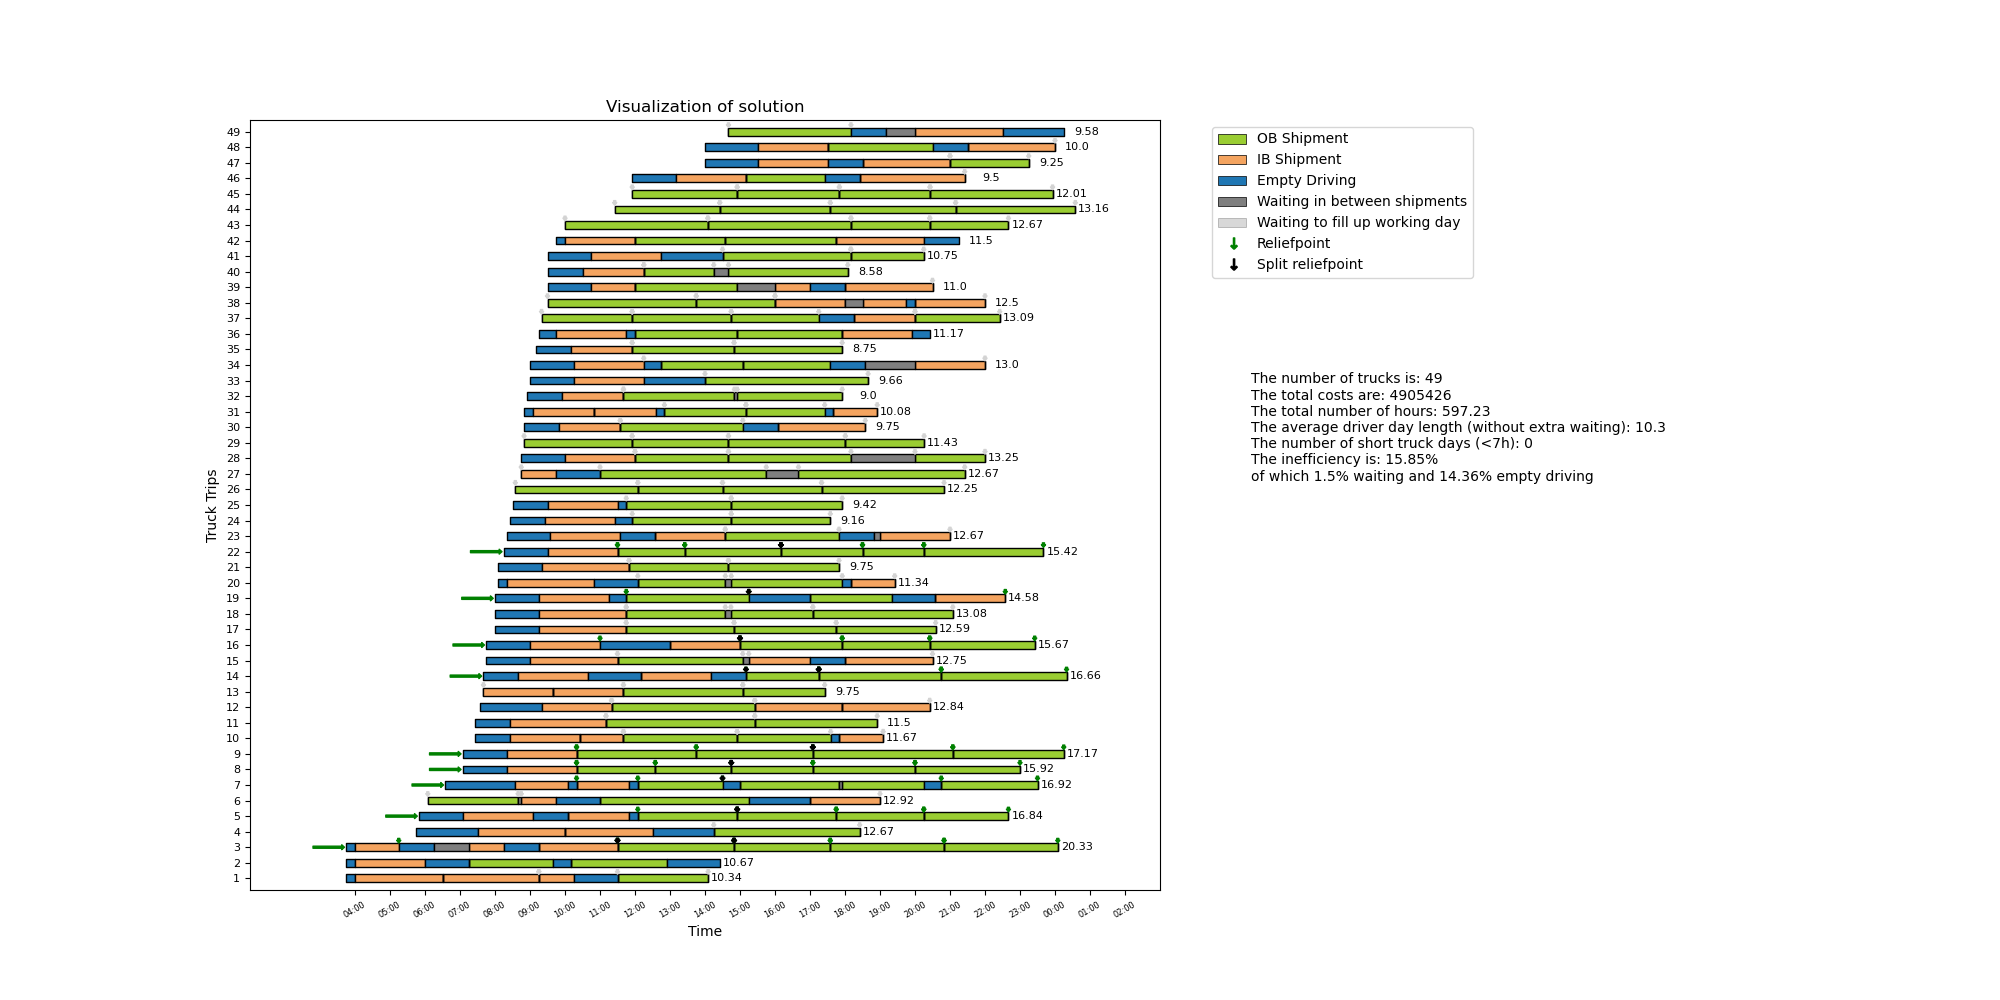 Visualization of solution
49 9.58
48 10.0
47 9.25
46 9.5
45 12.01
44 13.16
43 12.67
42 11.5
41 10.75
40 8.58
39 11.0
38 12.5
37 13.09
36 11.17
35 8.75
34 13.0
33 9.66
32 9.0
31 10.08
30 9.75
29 11.43
28 13.25
27 12.67
26 12.25
25 9.42
24 9.16
23 12.67
22 15.42
21 9.75
20 11.34
19 14.58
18 13.08
17 12.59
16 15.67
15 12.75
14 16.66
13 9.75
12 12.84
11 11.5
10 11.67
9 17.17
8 15.92
7 16.92
6 12.92
5 16.84
4 12.67
3 20.33
2 10.67
1 10.34
Truck Trips
04:00 05:00 06:00 07:00 08:00 09:00 10:00 11:00 12:00 13:00 14:00 15:00 16:00 17:00 18:00 19:00 20:00 21:00 22:00 23:00 00:00 01:00 02:00
Time
OB Shipment
IB Shipment
Empty Driving
Waiting in between shipments
Waiting to fill up working day
Reliefpoint
Split reliefpoint
The number of trucks is: 49
The total costs are: 4905426
The total number of hours: 597.23
The average driver day length (without extra waiting): 10.3
The number of short truck days (<7h): 0
The inefficiency is: 15.85%
of which 1.5% waiting and 14.36% empty driving